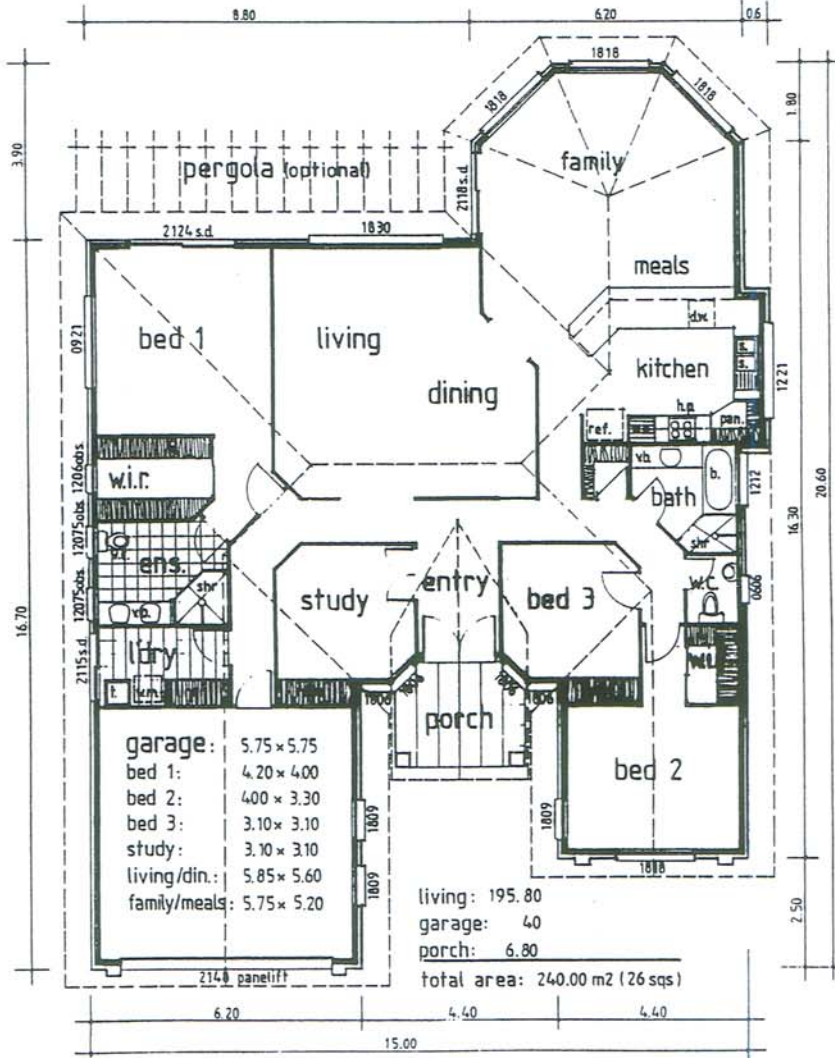 8.80
6.20
0.6
1818
1818
1818
1.80
3.90
pergola (optional)
family
2118 s.d.
2124 s.d.
1830
meals
d.w.
0921
bed 1
living
kitchen
s.
s.
1221
dining
h.p.
ref.
pan.
20.60
1206obs.
w.i.r.
v.b.
b.
bath
1212
16.30
12075obs.
ens.
shr
shr
w.c.
0606
study
entry
bed 3
12075obs.
v.b.
16.70
2115 s.d.
l'dry
t.
w.m.
1806
1806
1806
1806
porch
garage: 5.75 × 5.75
bed 1: 4.20 × 4.00
bed 2: 4.00 × 3.30
bed 3: 3.10 × 3.10
study: 3.10 × 3.10
living/din.: 5.85 × 5.60
family/meals: 5.75 × 5.20
1809
1809
1809
bed 2
1818
living: 195.80
garage: 40
porch: 6.80
total area: 240.00 m2 (26 sqs)
2.50
2140 panelift
6.20
4.40
4.40
15.00